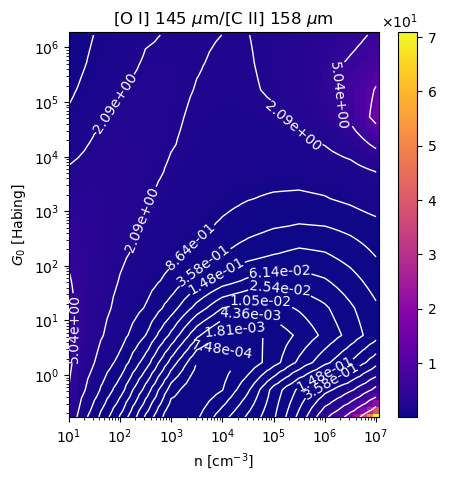 [O I] 145 μm/[C II] 158 μm
×10¹
10⁶
10⁵
10⁴
10³
10²
10¹
10⁰
G₀ [Habing]
2.09e+00
5.04e+00
2.09e+00
2.09e+00
8.64e-01
3.58e-01
1.48e-01
6.14e-02
2.54e-02
1.05e-02
4.36e-03
1.81e-03
7.48e-04
5.04e+00
1.48e-01
3.58e-01
10¹ 10² 10³ 10⁴ 10⁵ 10⁶ 10⁷
n [cm⁻³]
7
6
5
4
3
2
1